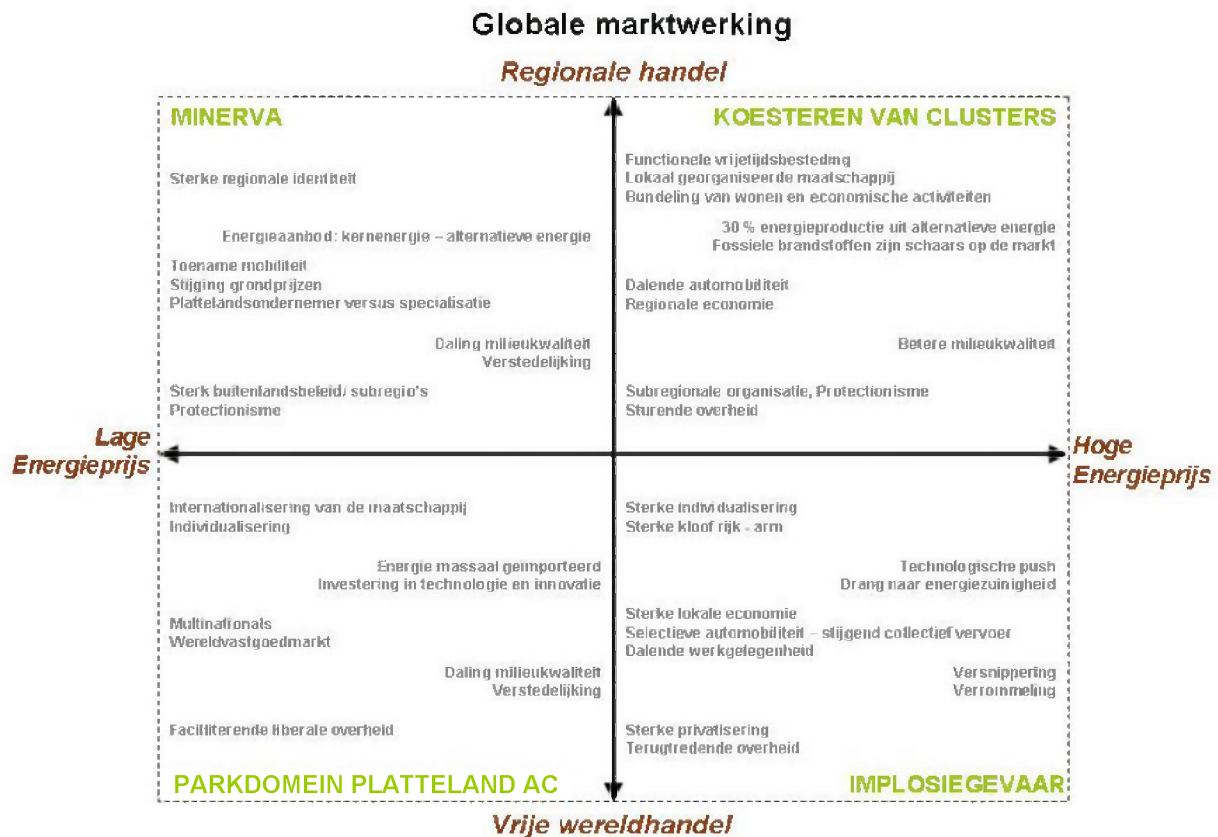 Globale marktwerking
Regionale handel
MINERVA
Sterke regionale identiteit
Energieaanbod: kernenergie – alternatieve energie
Toename mobiliteit
Stijging grondprijzen
Plattelandsondernemer versus specialisatie
Daling milieukwaliteit
Verstedelijking
Sterk buitenlandsbeleid/ subregio's
Protectionisme
KOESTEREN VAN CLUSTERS
Functionele vrijetijdsbesteding
Lokaal georganiseerde maatschappij
Bundeling van wonen en economische activiteiten
30 % energieproductie uit alternatieve energie
Fossiele brandstoffen zijn schaars op de markt
Dalende automobiliteit
Regionale economie
Betere milieukwaliteit
Subregionale organisatie, Protectionisme
Sturende overheid
Lage
Energieprijs
Hoge
Energieprijs
Internationalisering van de maatschappij
Individualisering
Energie massaal geïmporteerd
Investering in technologie en innovatie
Multinationals
Wereldvastgoedmarkt
Daling milieukwaliteit
Verstedelijking
Faciliterende liberale overheid
PARKDOMEIN PLATTELAND AC
Sterke individualisering
Sterke kloof rijk - arm
Technologische push
Drang naar energiezuinigheid
Sterke lokale economie
Selectieve automobiliteit – stijgend collectief vervoer
Dalende werkgelegenheid
Versnippering
Verrommeling
Sterke privatisering
Terugtredende overheid
IMPLOSIEGEVAAR
Vrije wereldhandel